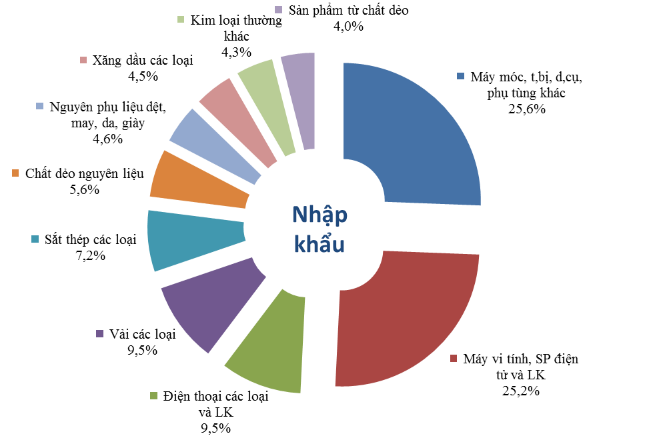 Sản phẩm từ chất dẻo
4,0%
Kim loại thường
khác
4,3%
Xăng dầu các loại
4,5%
Nguyên phụ liệu dệt,
may, da, giày
4,6%
Chất dẻo nguyên liệu
5,6%
Sắt thép các loại
7,2%
Vải các loại
9,5%
Điện thoại các loại
và LK
9,5%
Máy móc, t,bị, d,cụ,
phụ tùng khác
25,6%
Máy vi tính, SP điện
tử và LK
25,2%
Nhập
khẩu